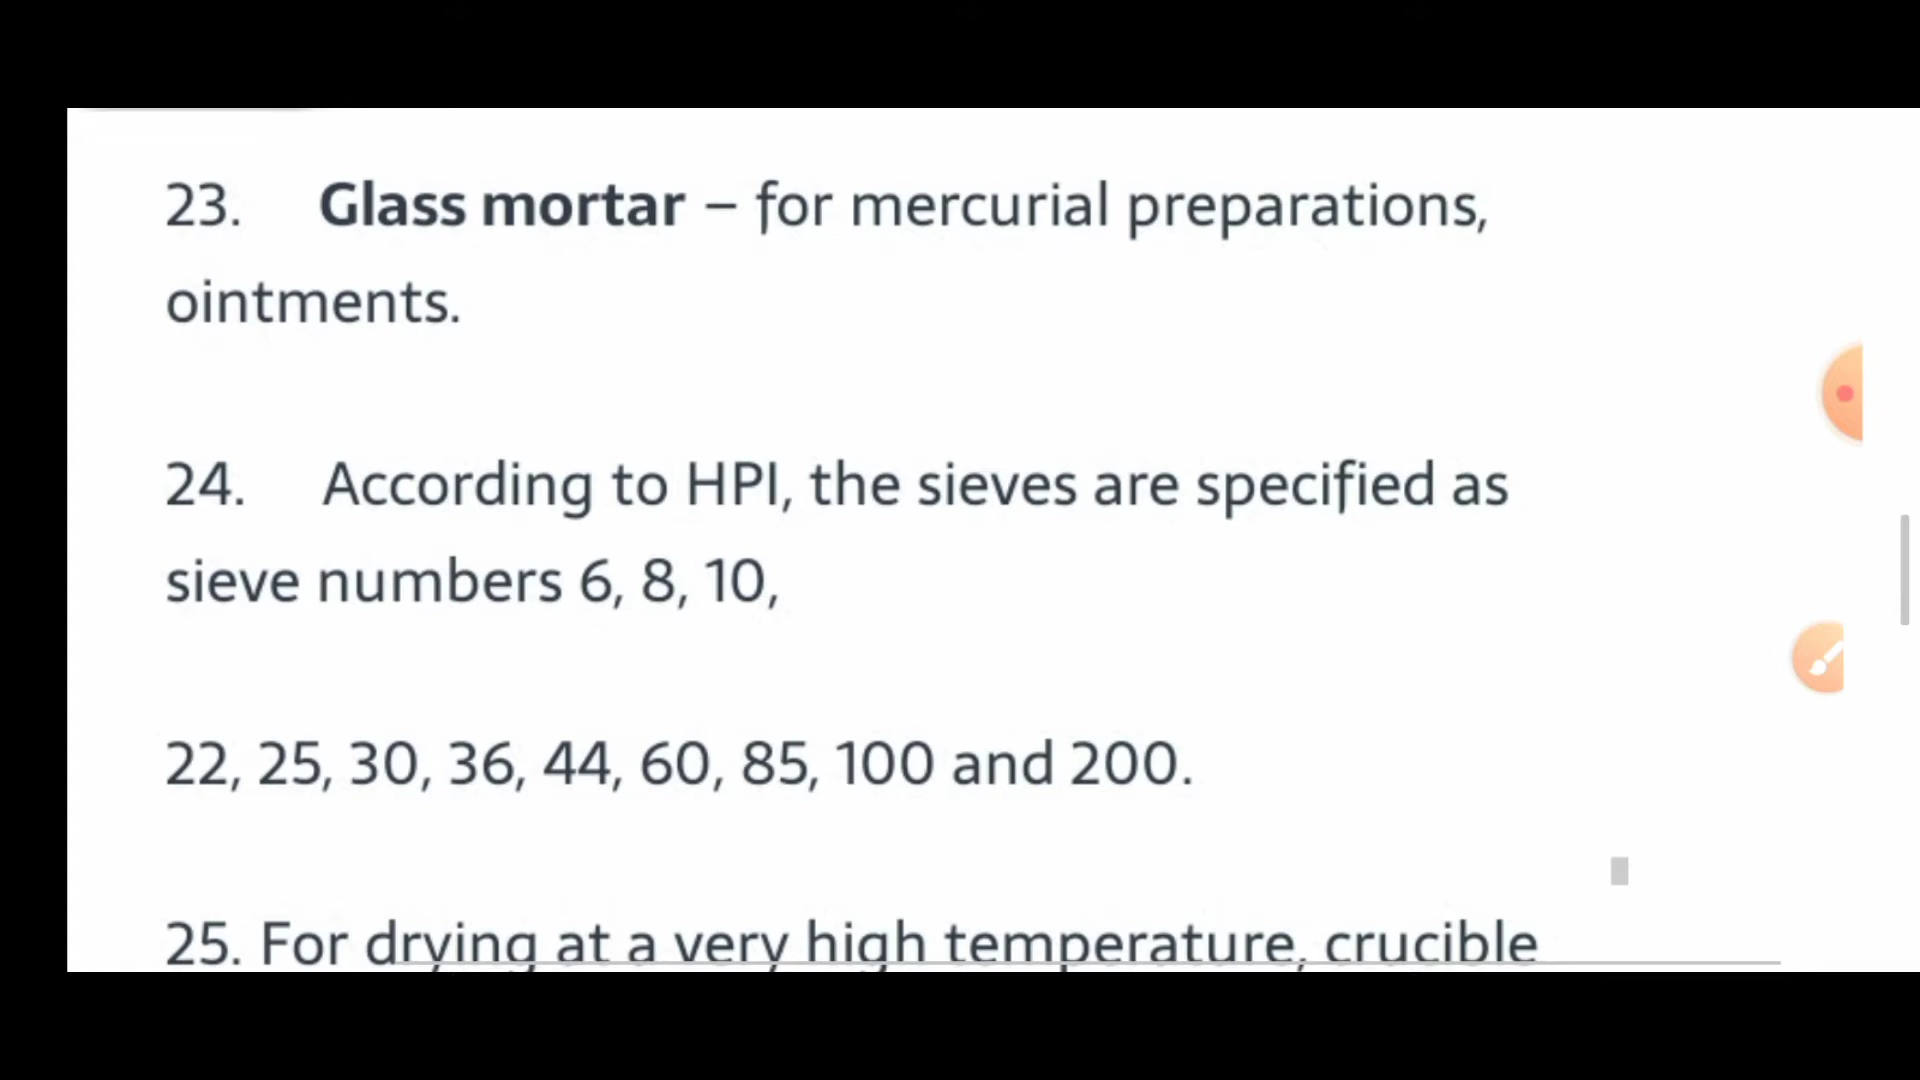 23. Glass mortar – for mercurial preparations,
ointments.
24. According to HPI, the sieves are specified as
sieve numbers 6, 8, 10,
22, 25, 30, 36, 44, 60, 85, 100 and 200.
25. For drying at a very high temperature, crucible